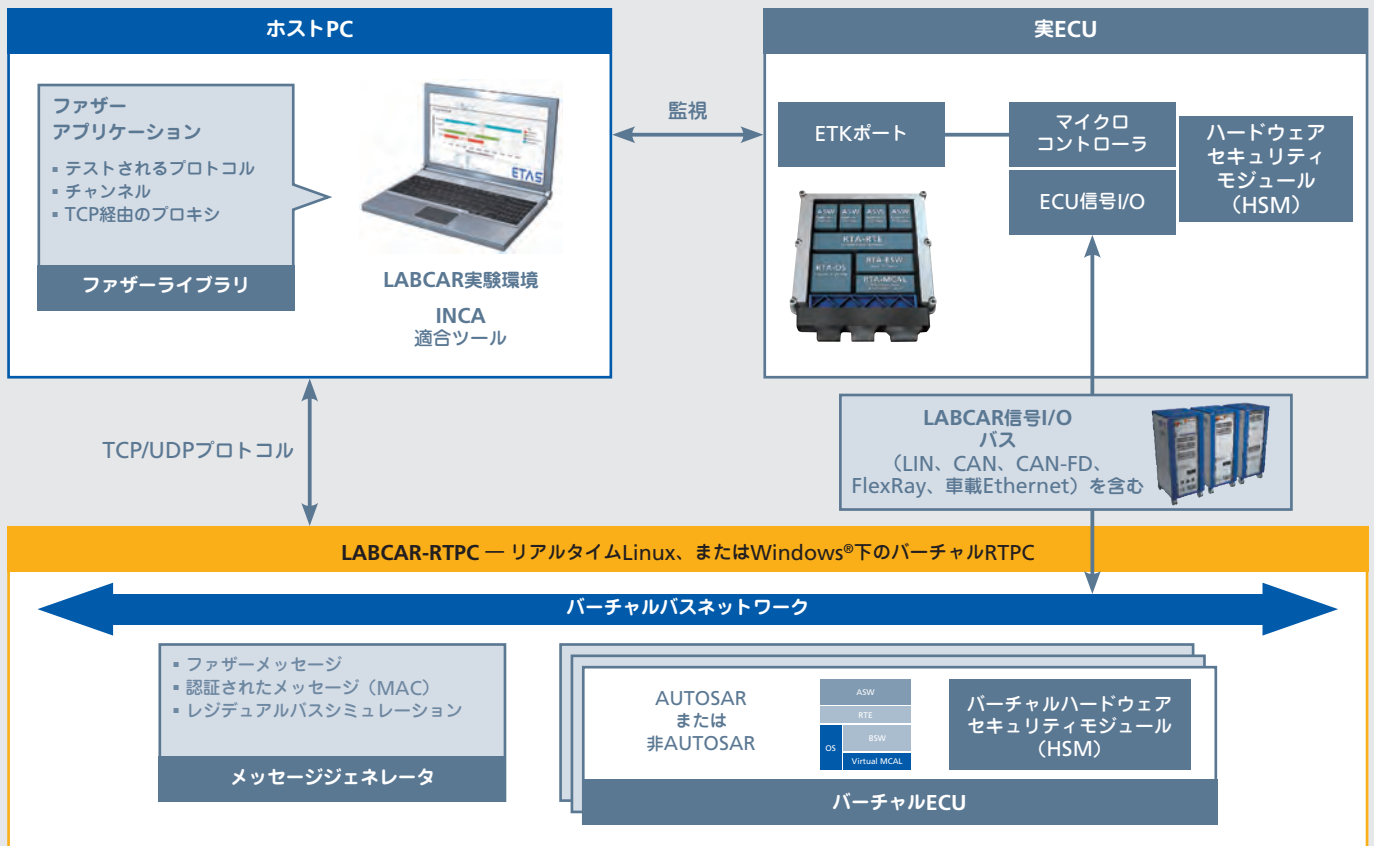 ホストPC
ファザー
アプリケーション
▪ テストされるプロトコル
▪ チャンネル
▪ TCP経由のプロキシ
ファザーライブラリ
ETAS
LABCAR実験環境
INCA
適合ツール
監視
実ECU
ETKポート
マイクロ
コントローラ
ECU信号I/O
ハードウェア
セキュリティ
モジュール
（HSM）
ASW ASW ASW ASW
RTA-RTE
RTA-OS
RTA-BSW
RTA-MCAL
TCP/UDPプロトコル
LABCAR信号I/O
バス
（LIN、CAN、CAN-FD、
FlexRay、車載Ethernet）を含む
LABCAR-RTPC — リアルタイムLinux、またはWindows®下のバーチャルRTPC
バーチャルバスネットワーク
▪ ファザーメッセージ
▪ 認証されたメッセージ（MAC）
▪ レジデュアルバスシミュレーション
メッセージジェネレータ
AUTOSAR
または
非AUTOSAR
ASW
RTE
OS
BSW
Virtual MCAL
バーチャルハードウェア
セキュリティモジュール
（HSM）
バーチャルECU